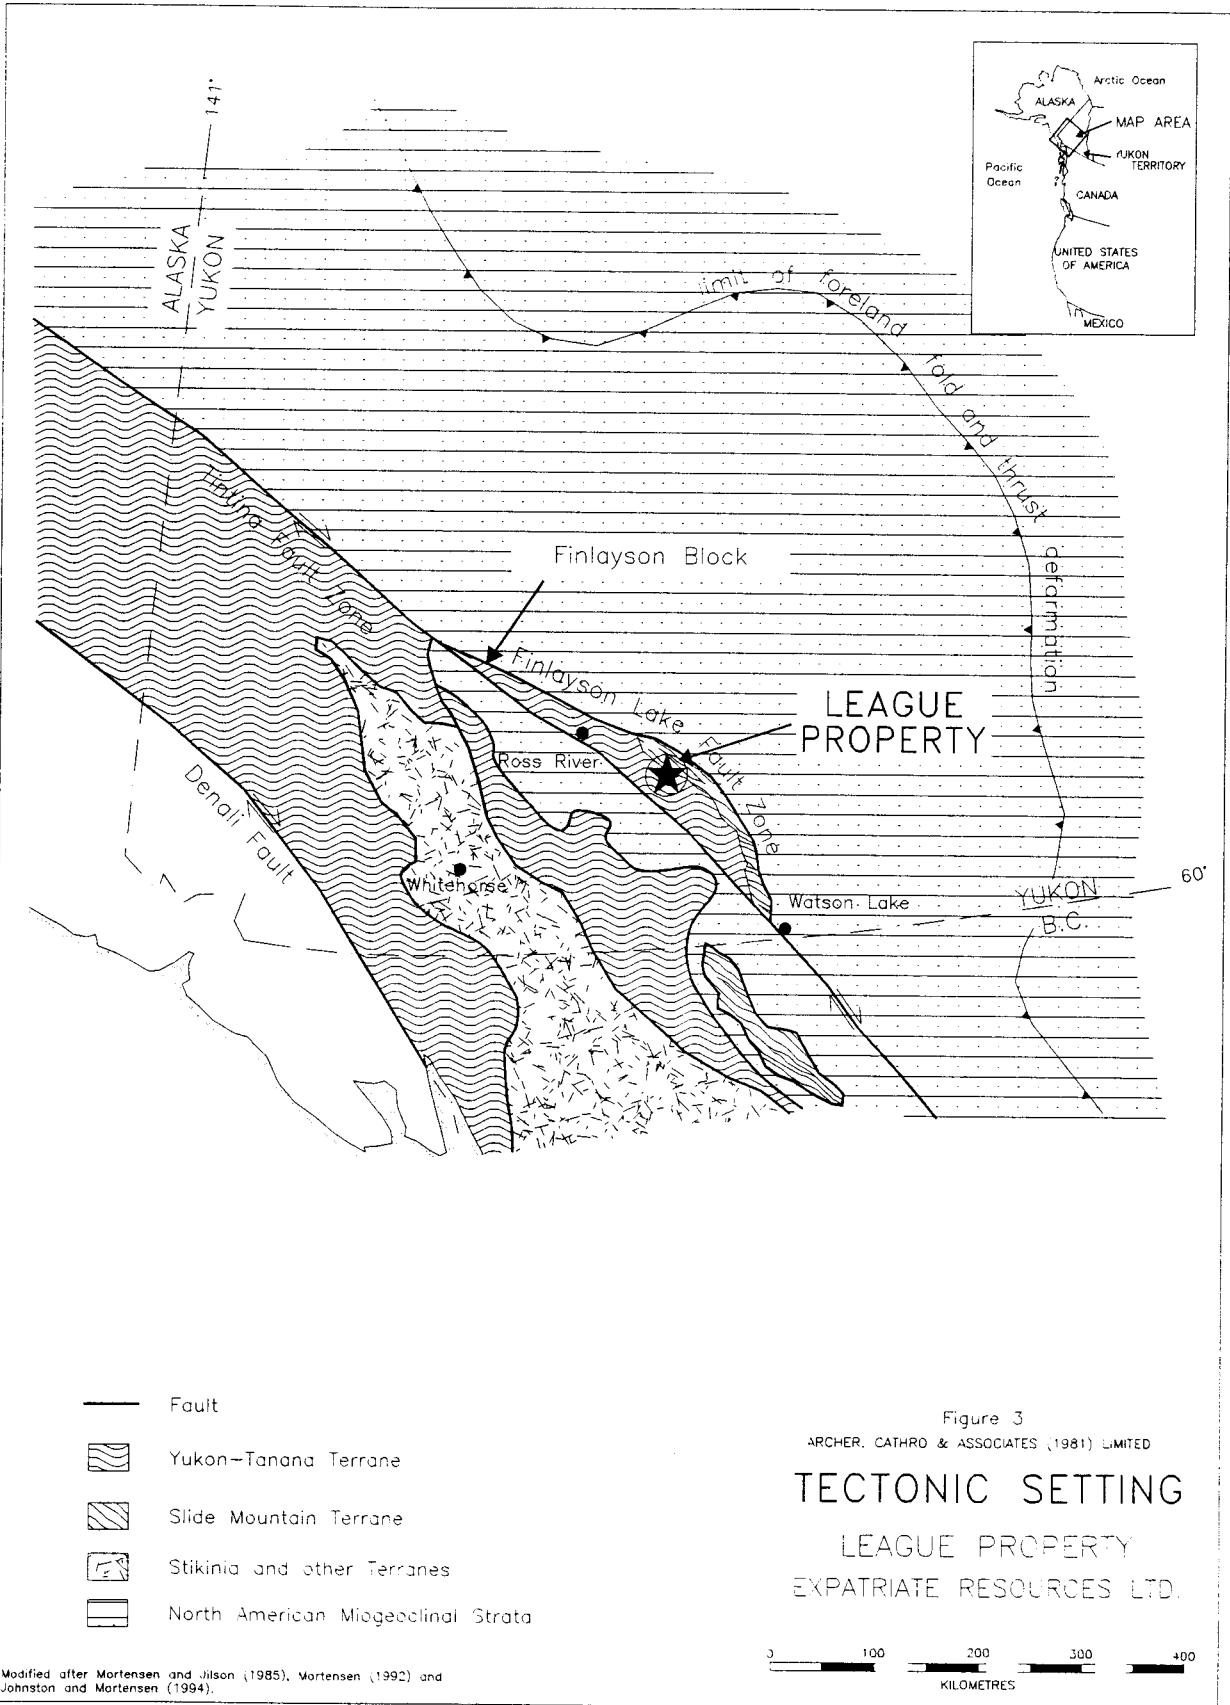 Arctic Ocean
ALASKA
MAP AREA
YUKON
TERRITORY
Pacific
Ocean
CANADA
UNITED STATES
OF AMERICA
MEXICO
141°
ALASKA
YUKON
limit of foreland fold and thrust deformation
Tintina Fault Zone
Finlayson Block
Finlayson Lake Fault Zone
LEAGUE
PROPERTY
Ross River
Denali Fault
Whitehorse
Watson Lake
60°
YUKON
B.C.
Fault
Yukon-Tanana Terrane
Slide Mountain Terrane
Stikinia and other Terranes
North American Miogeoclinal Strata
Figure 3
ARCHER, CATHRO & ASSOCIATES (1981) LIMITED
TECTONIC SETTING
LEAGUE PROPERTY
EXPATRIATE RESOURCES LTD.
0 100 200 300 400
KILOMETRES
Modified after Mortensen and Jilson (1985), Mortensen (1992) and
Johnston and Mortensen (1994).